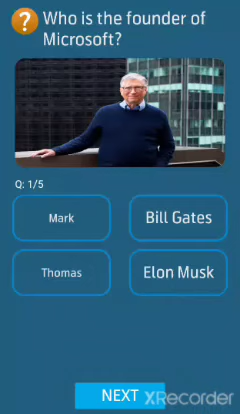 Who is the founder of
Microsoft?
Q: 1/5
Mark
Bill Gates
Thomas
Elon Musk
NEXT
XRecorder